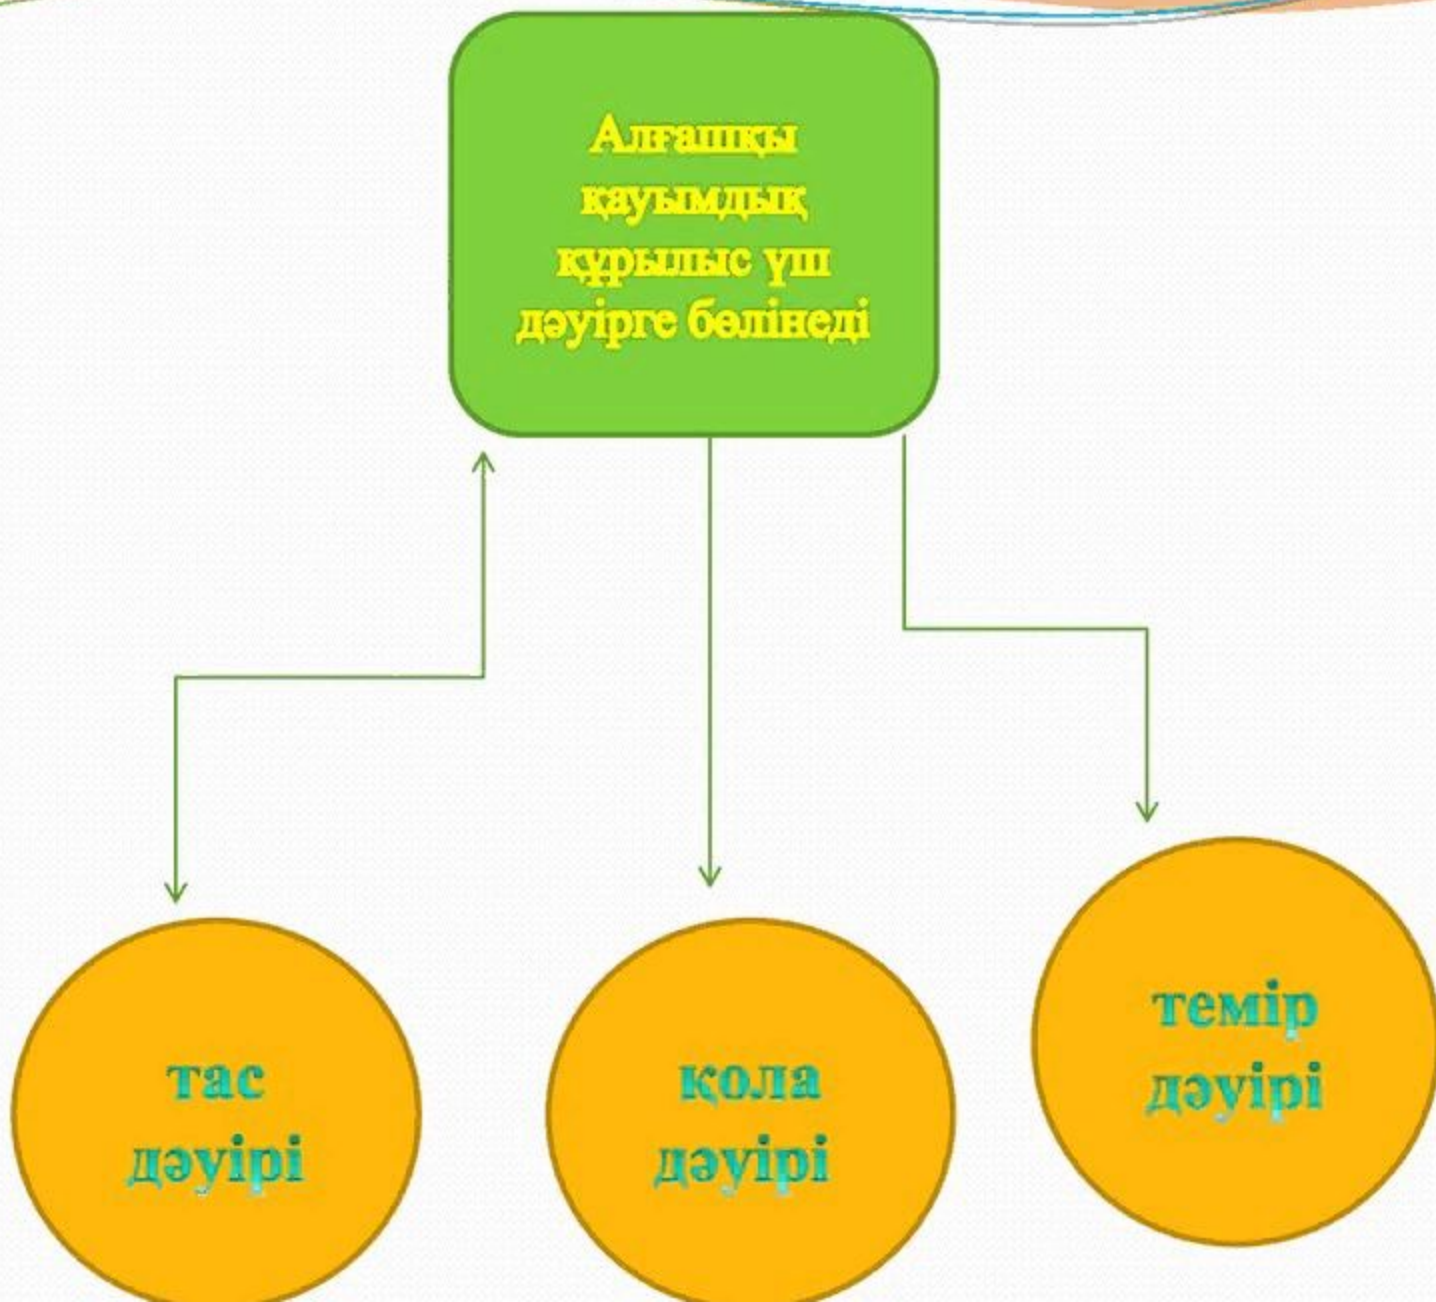 Алғашқы
қауымдық
құрылыс үш
дәуірге бөлінеді
тас
дәуірі
қола
дәуірі
темір
дәуірі